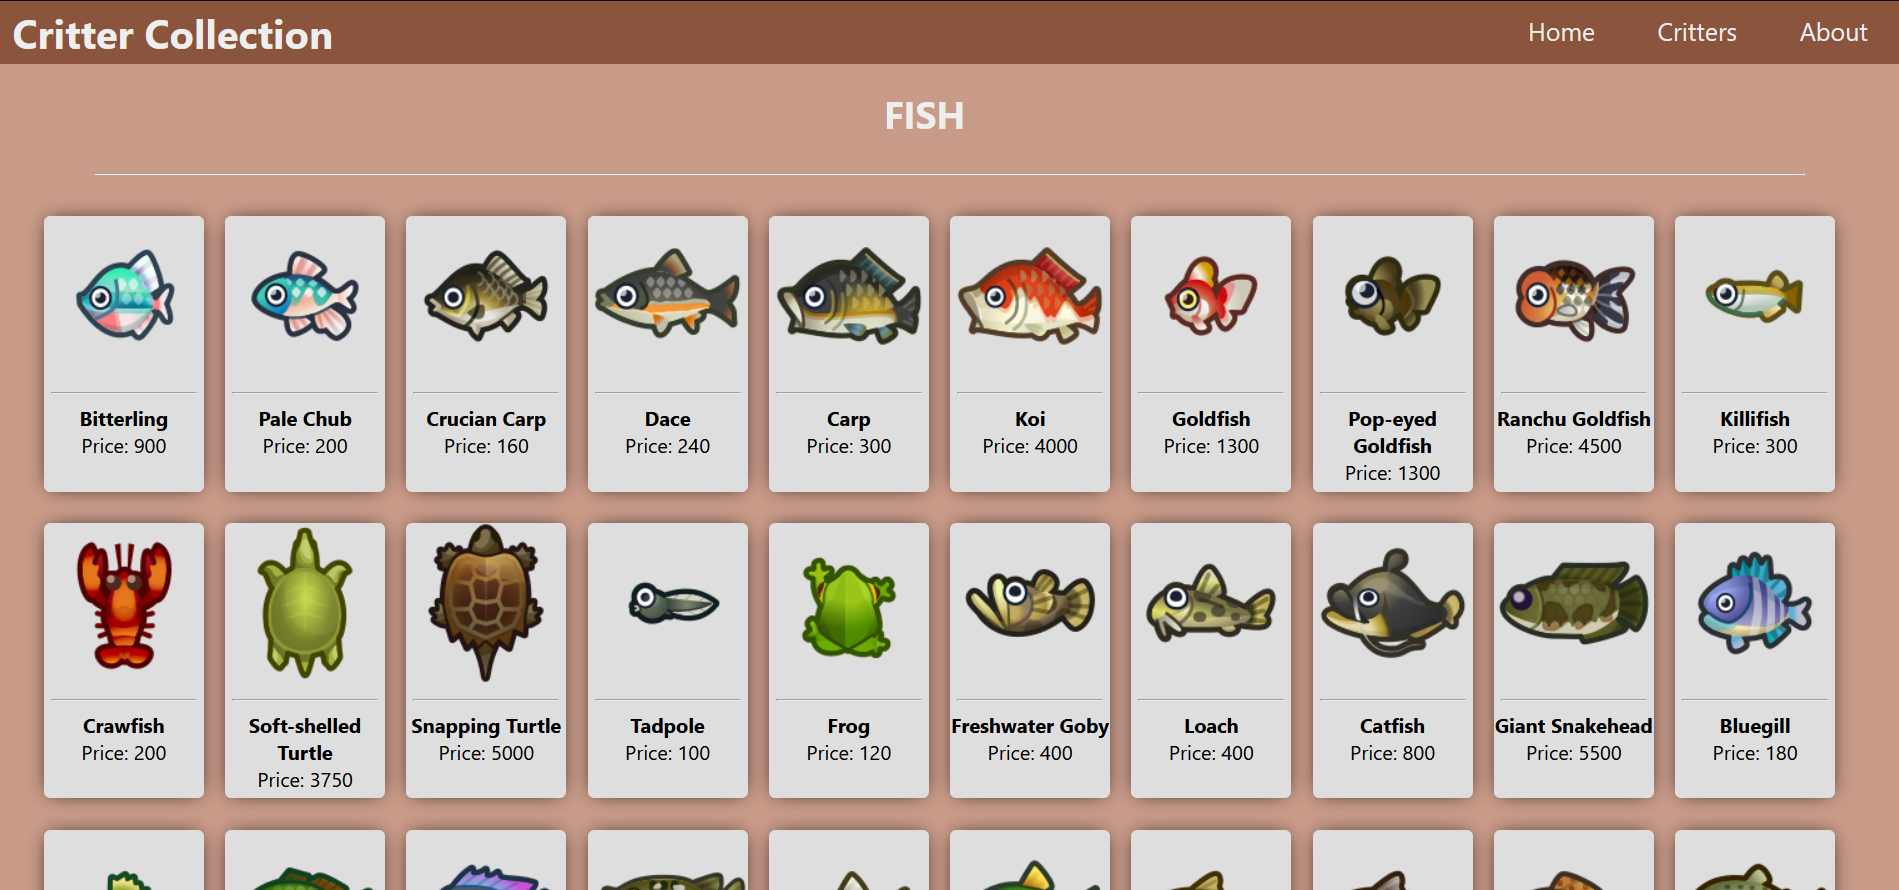 Critter Collection
Home Critters About
FISH
Bitterling
Price: 900
Pale Chub
Price: 200
Crucian Carp
Price: 160
Dace
Price: 240
Carp
Price: 300
Koi
Price: 4000
Goldfish
Price: 1300
Pop-eyed
Goldfish
Price: 1300
Ranchu Goldfish
Price: 4500
Killifish
Price: 300
Crawfish
Price: 200
Soft-shelled
Turtle
Price: 3750
Snapping Turtle
Price: 5000
Tadpole
Price: 100
Frog
Price: 120
Freshwater Goby
Price: 400
Loach
Price: 400
Catfish
Price: 800
Giant Snakehead
Price: 5500
Bluegill
Price: 180